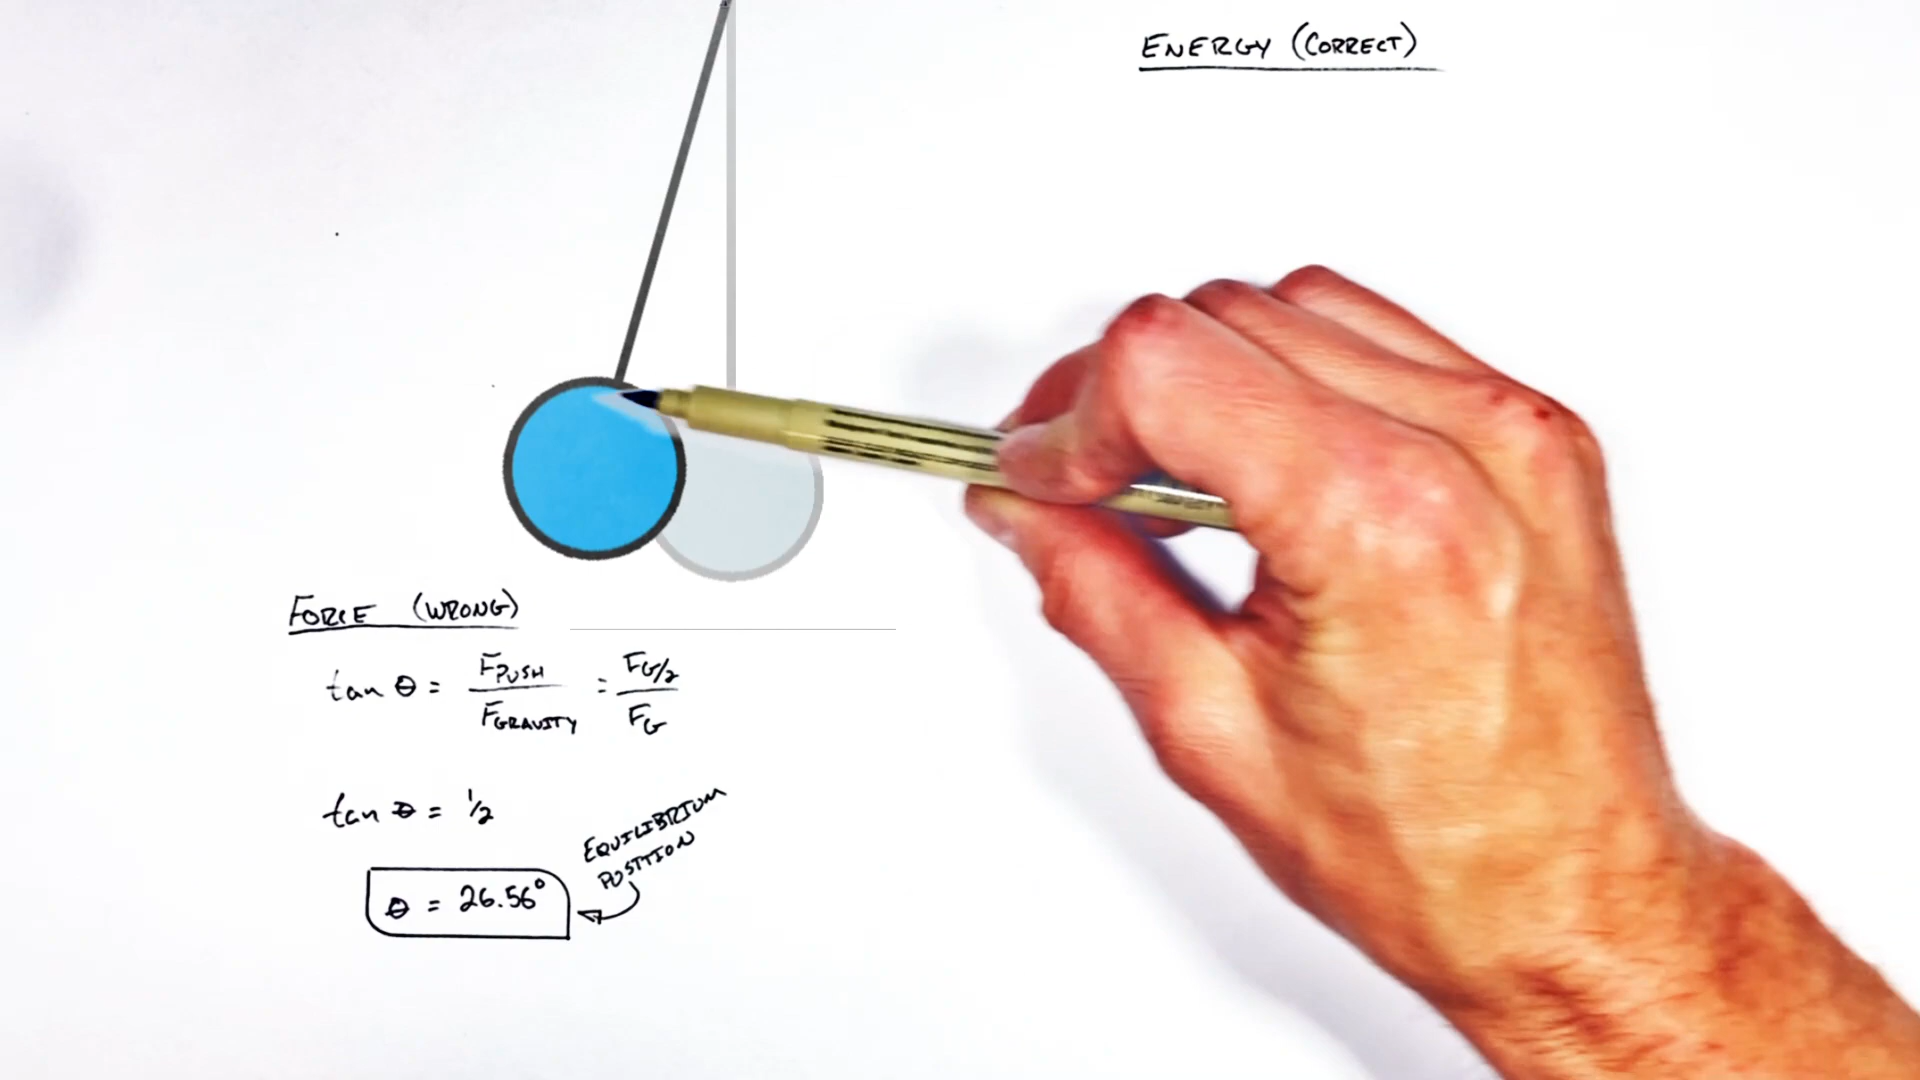 ENERGY (CORRECT)
FORCE (WRONG)
tan θ = FPUSH/FGRAVITY = FG/2/FG
tan θ = 1/2
EQUILIBRIUM
POSITION
θ = 26.56°